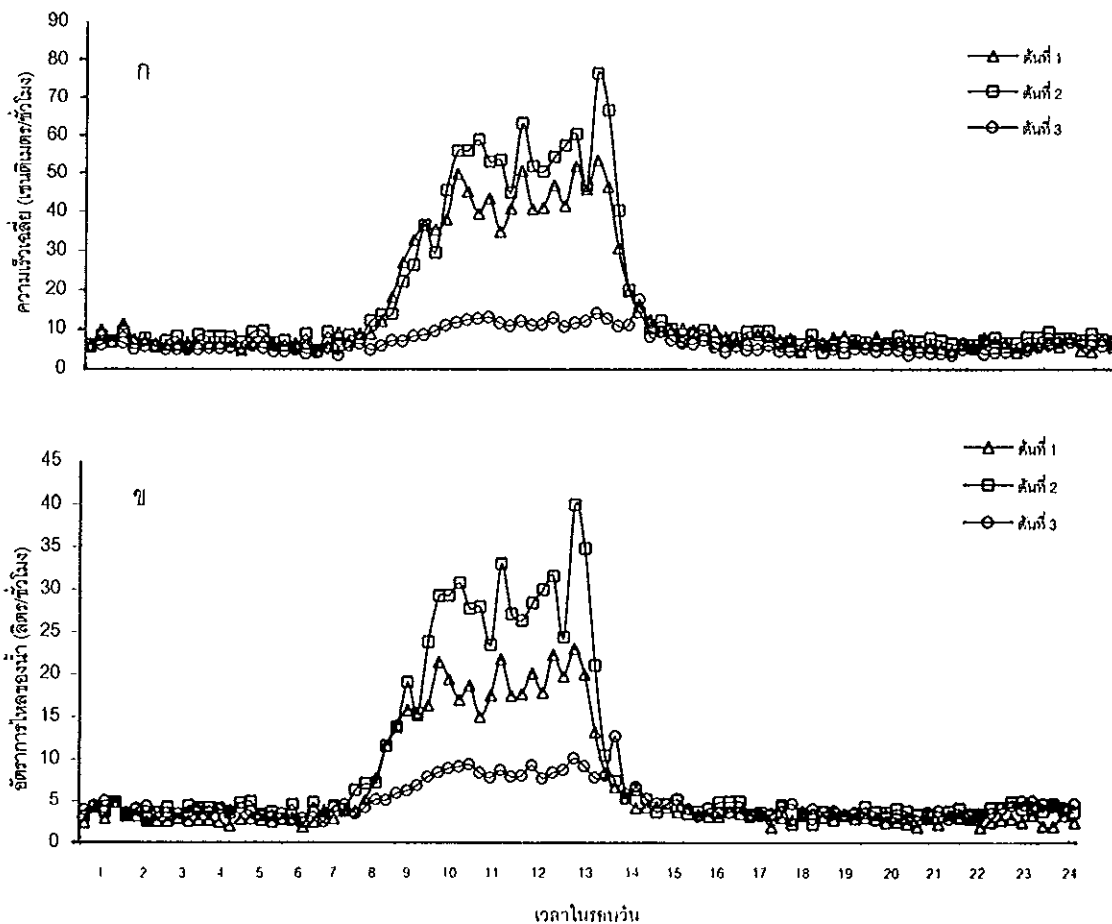 90
80
70
60
50
40
30
20
10
0
ก
ความเร็วเฉลี่ย (เซนติเมตร/ชั่วโมง)
ต้นที่ 1
ต้นที่ 2
ต้นที่ 3
45
40
35
30
25
20
15
10
5
0
ข
อัตราการไหลของน้ำ (ลิตร/ชั่วโมง)
ต้นที่ 1
ต้นที่ 2
ต้นที่ 3
1 2 3 4 5 6 7 8 9 10 11 12 13 14 15 16 17 18 19 20 21 22 23 24
เวลาในรอบวัน